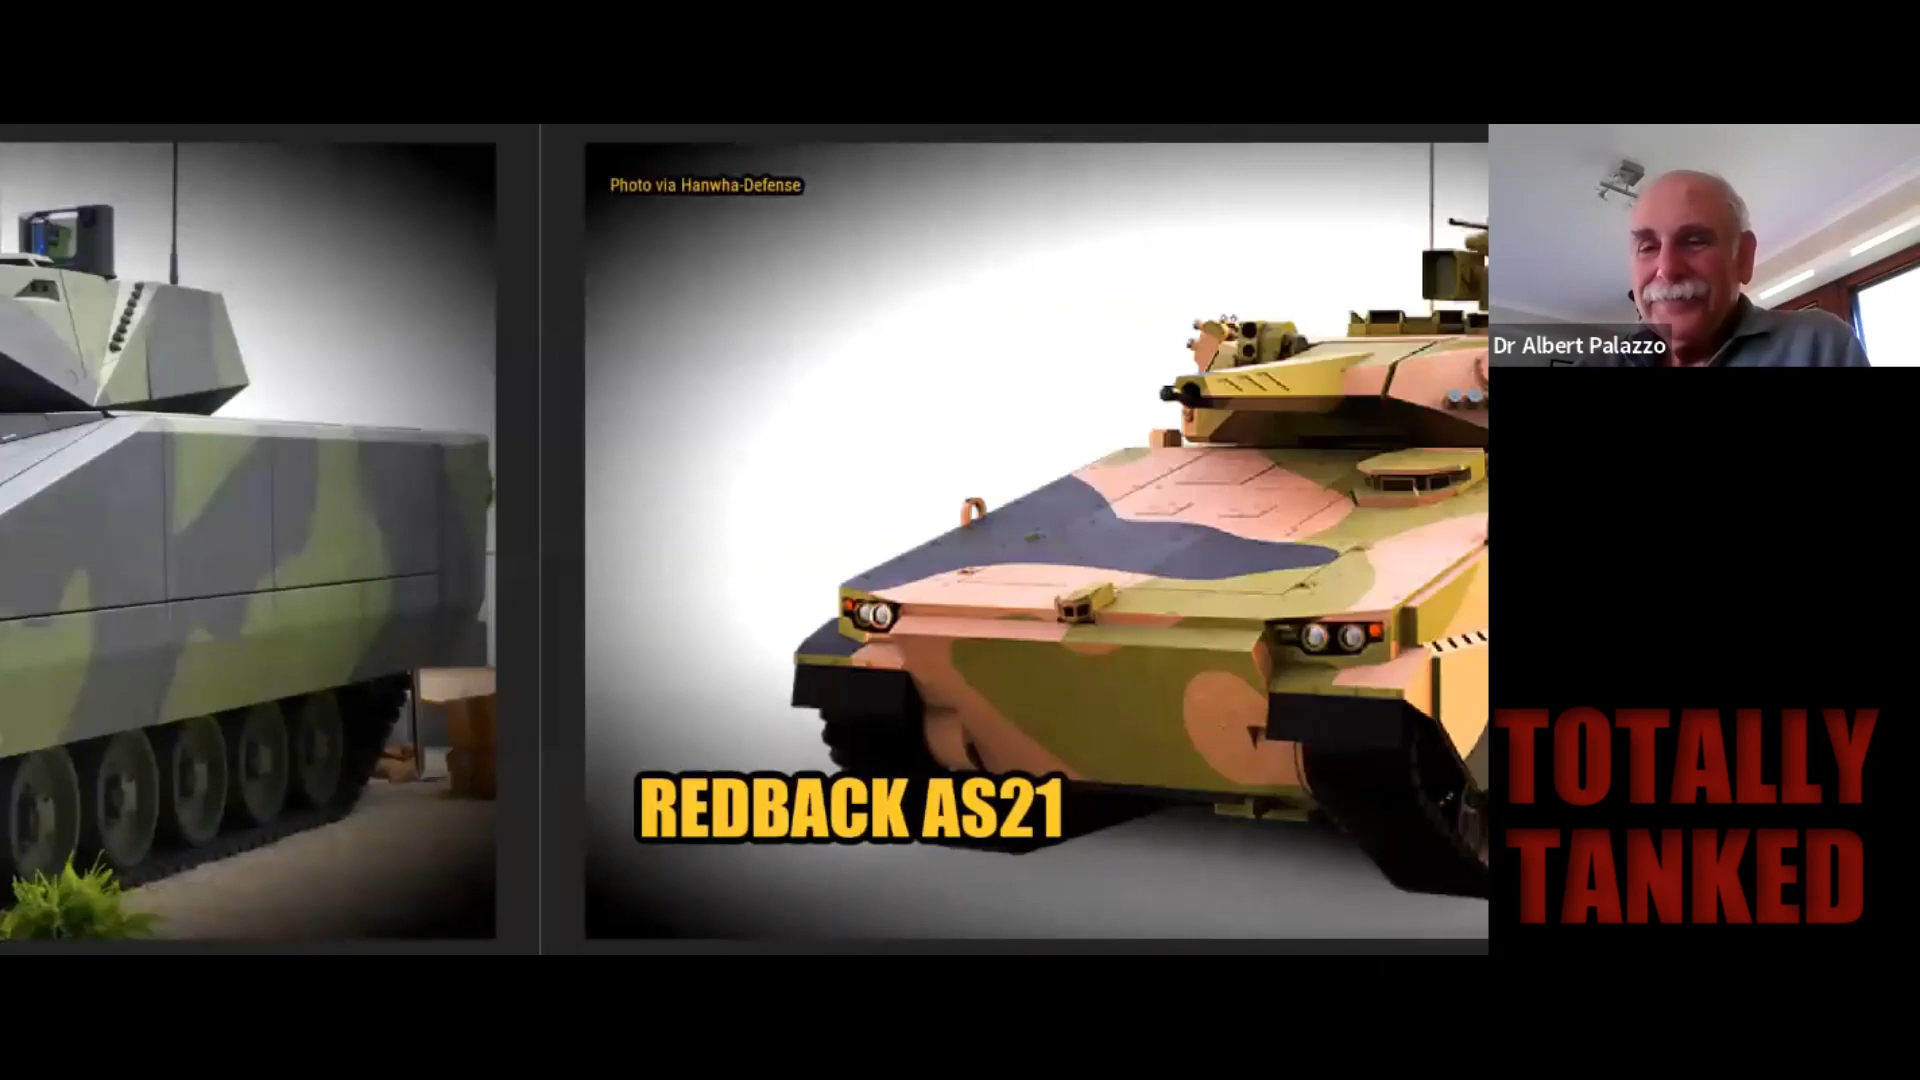 Photo via Hanwha-Defense
REDBACK AS21
Dr Albert Palazzo
TOTALLY
TANKED